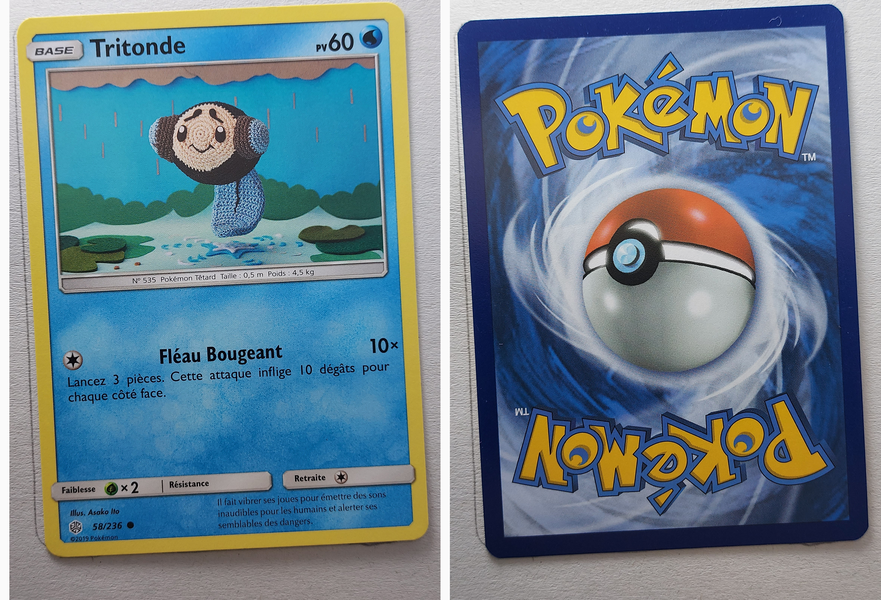 BASE Tritonde PV60
N° 535 Pokémon Têtard Taille : 0,5 m Poids : 4,5 kg
Fléau Bougeant 10×
Lancez 3 pièces. Cette attaque inflige 10 dégâts pour
chaque côté face.
Faiblesse ×2 Résistance Retraite
Il fait vibrer ses joues pour émettre des sons
inaudibles pour les humains et alerter ses
semblables des dangers.
Illus. Asako Ito
58/236
©2019 Pokémon
POKéMON
TM
POKéMON
TM